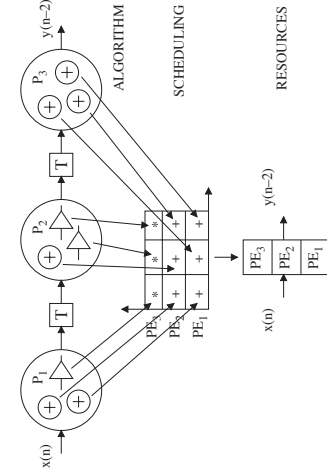 x(n)
P1
T
P2
T
P3
y(n–2)
ALGORITHM
PE3 * * *
PE2 + + +
PE1 + + +
SCHEDULING
x(n)
PE3
PE2
PE1
y(n–2)
RESOURCES